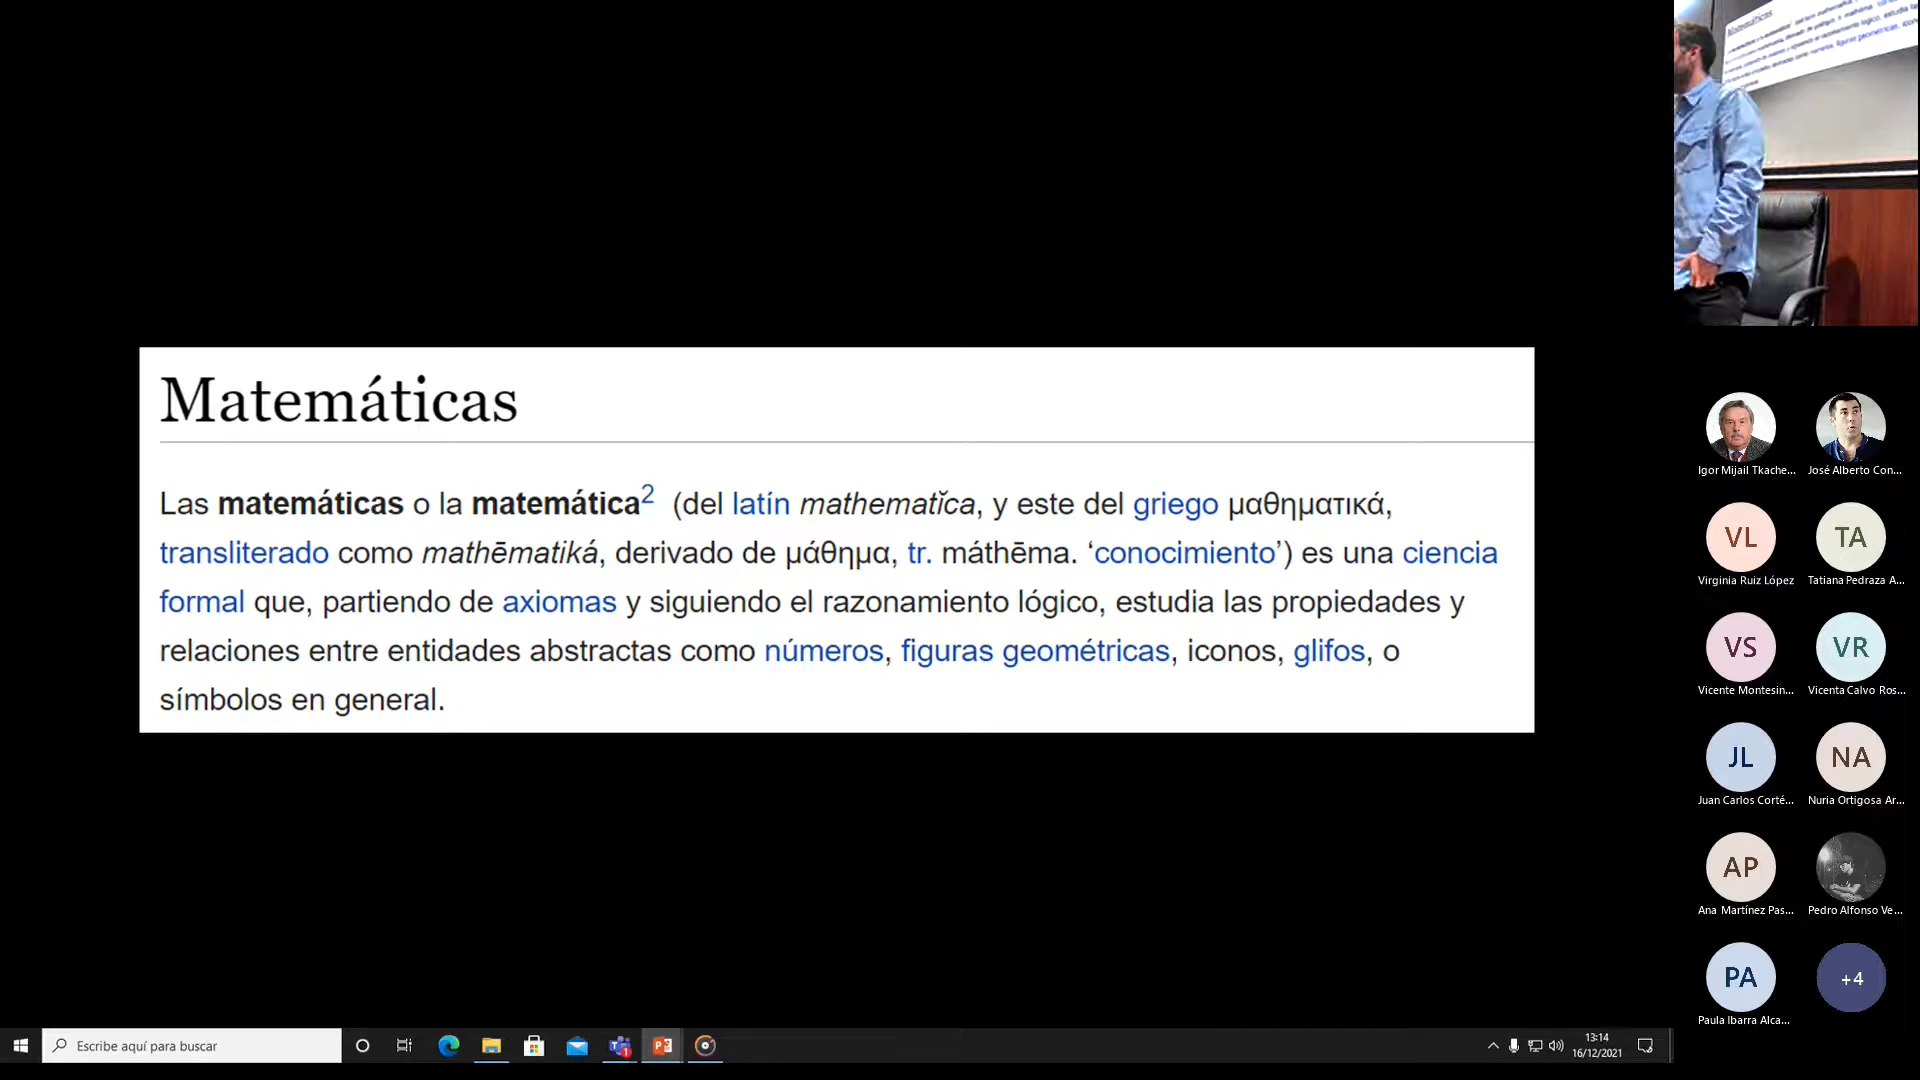 Matemáticas
Las matemáticas o la matemática2 (del latín mathematĭca, y este del griego μαθηματικά,
transliterado como mathēmatiká, derivado de μάθημα, tr. máthēma. ‘conocimiento’) es una ciencia
formal que, partiendo de axiomas y siguiendo el razonamiento lógico, estudia las propiedades y
relaciones entre entidades abstractas como números, figuras geométricas, iconos, glifos, o
símbolos en general.
Igor Mijail Tkache...
José Alberto Con...
VL
TA
Virginia Ruiz López
Tatiana Pedraza A...
VS
VR
Vicente Montesin...
Vicenta Calvo Ros...
JL
NA
Juan Carlos Corté...
Nuria Ortigosa Ar...
AP
Ana Martínez Pas...
Pedro Alfonso Ve...
PA
+4
Paula Ibarra Alca...
Escribe aquí para buscar
1
13:14
16/12/2021